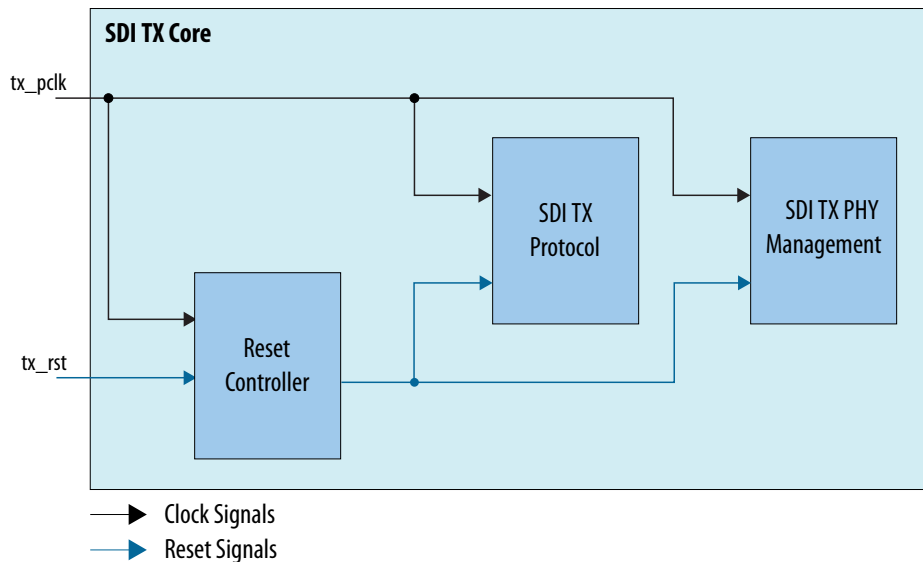 SDI TX Core
tx_pclk
SDI TX
Protocol
SDI TX PHY
Management
Reset
Controller
tx_rst
Clock Signals
Reset Signals